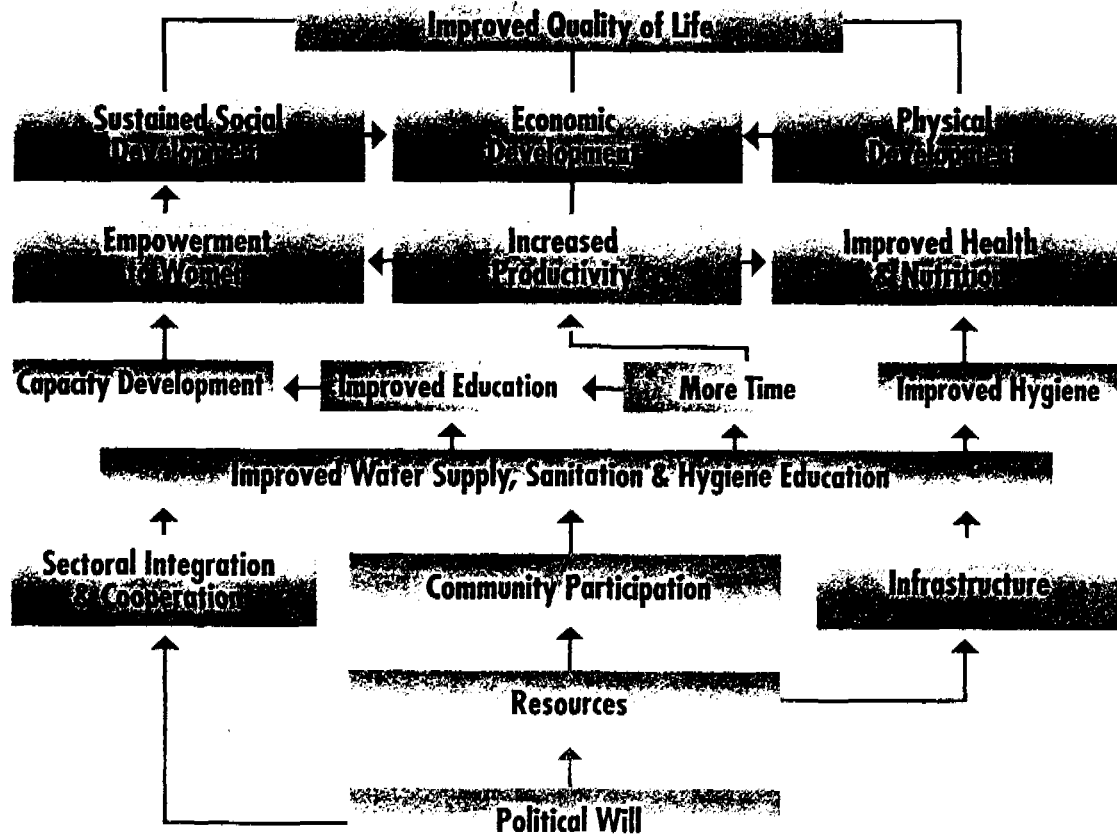 Improved Quality of Life
Sustained Social
Development
Economic
Development
Physical
Development
Empowerment
to Women
Increased
Productivity
Improved Health
& Nutrition
Capacity Development
Improved Education
More Time
Improved Hygiene
Improved Water Supply, Sanitation & Hygiene Education
Sectoral Integration
& Cooperation
Community Participation
Infrastructure
Resources
Political Will